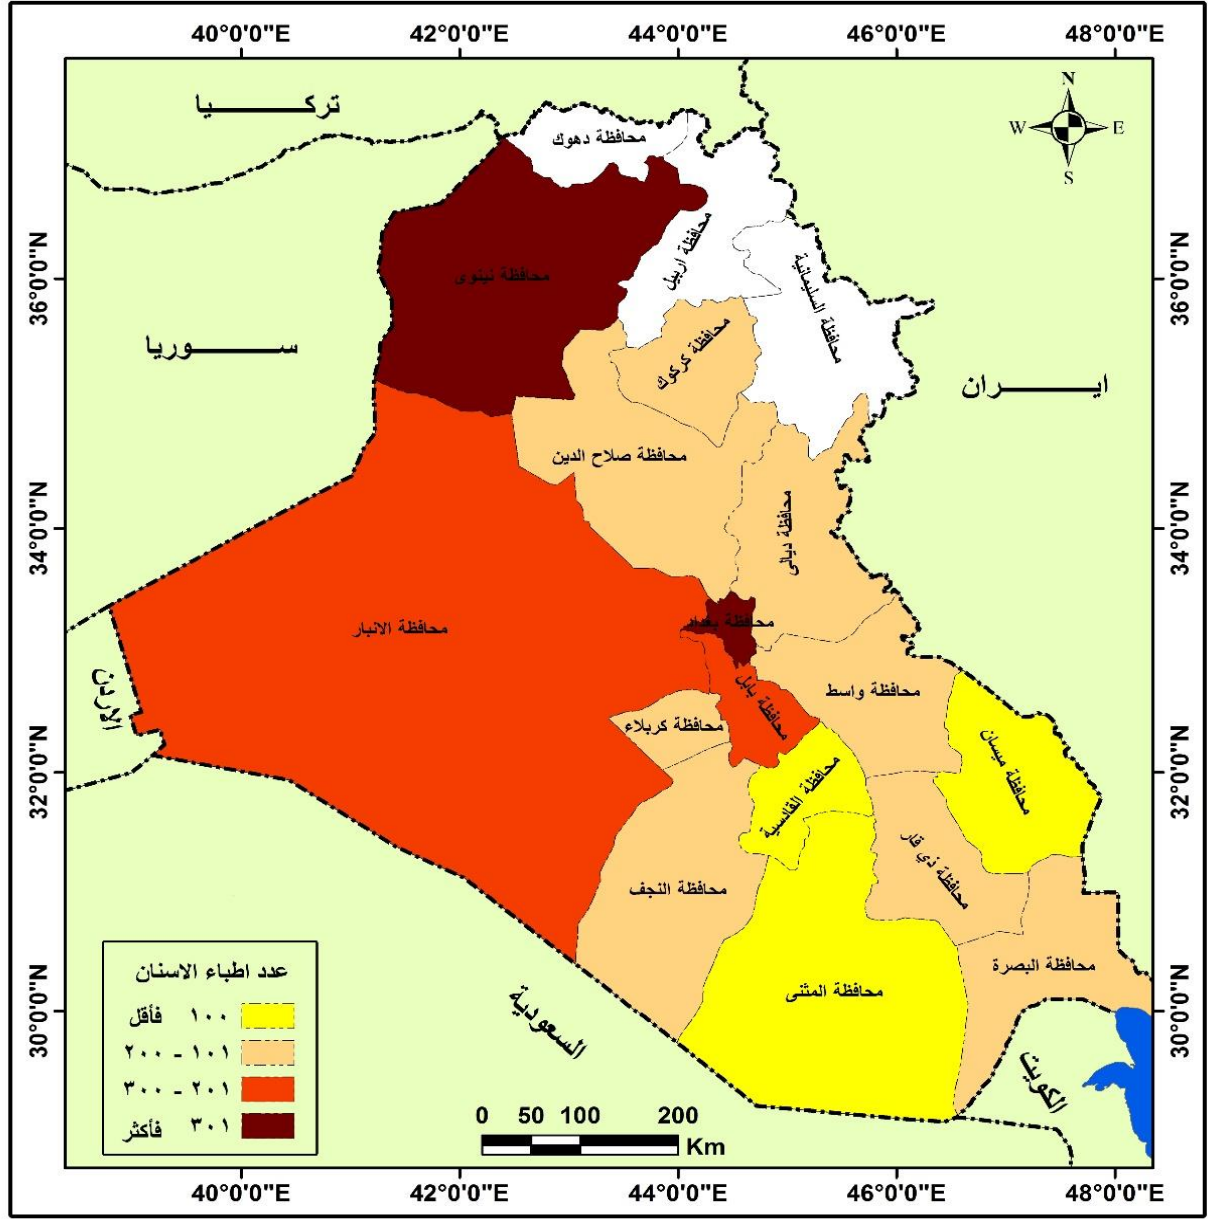 40°0'0"E 42°0'0"E 44°0'0"E 46°0'0"E 48°0'0"E
تركــــــــيا
N
W E
S
محافظة دهوك
محافظة اربيل
36°0'0"N 36°0'0"N
محافظة نينوى
محافظة السليمانية
ســــــــوريا
محافظة كركوك
ايــــــــران
محافظة صلاح الدين
34°0'0"N 34°0'0"N
محافظة ديالى
محافظة بغداد
محافظة الانبار
الاردن
محافظة واسط
محافظة بابل
محافظة كربلاء
32°0'0"N 32°0'0"N
محافظة ميسان
محافظة القادسية
محافظة ذي قار
محافظة النجف
محافظة البصرة
محافظة المثنى
30°0'0"N 30°0'0"N
السعودية
الكويت
عدد اطباء الاسنان
١٠٠ فأقل
١٠١ - ٢٠٠
٢٠١ - ٣٠٠
٣٠١ فأكثر
0 50 100 200
Km
40°0'0"E 42°0'0"E 44°0'0"E 46°0'0"E 48°0'0"E